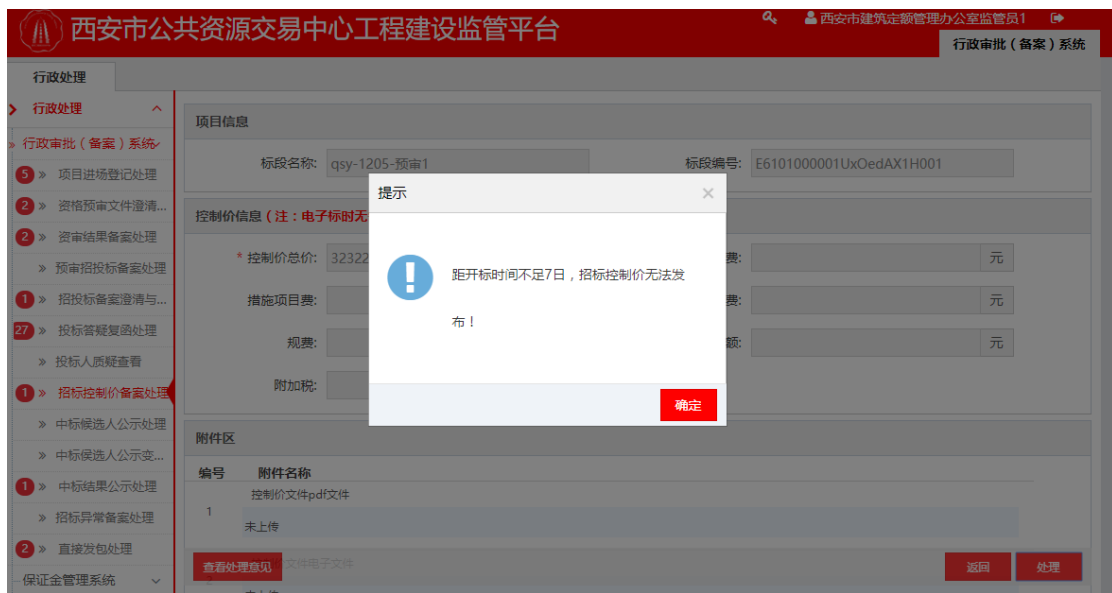 西安市公共资源交易中心工程建设监管平台
西安市建筑定额管理办公室监管员1
行政审批（备案）系统
行政处理
行政处理
行政审批（备案）系统
5 » 项目进场登记处理
2 » 资格预审文件澄清...
2 » 资审结果备案处理
» 预审招投标备案处理
1 » 招投标备案澄清与...
27 » 投标答疑复函处理
» 投标人质疑查看
1 » 招标控制价备案处理
» 中标候选人公示处理
» 中标侯选人公示变...
1 » 中标结果公示处理
» 招标异常备案处理
2 » 直接发包处理
保证金管理系统
项目信息
标段名称: qsy-1205-预审1 标段编号: E6101000001UxOedAX1H001
控制价信息（注：电子标时无
* 控制价总价: 32322 费: 元
措施项目费: 费: 元
规费: 额: 元
附加税:
提示 ×
距开标时间不足7日，招标控制价无法发
布！
确定
附件区
编号 附件名称
1 控制价文件pdf文件
未上传
2 文件电子文件
查看处理意见 返回 处理